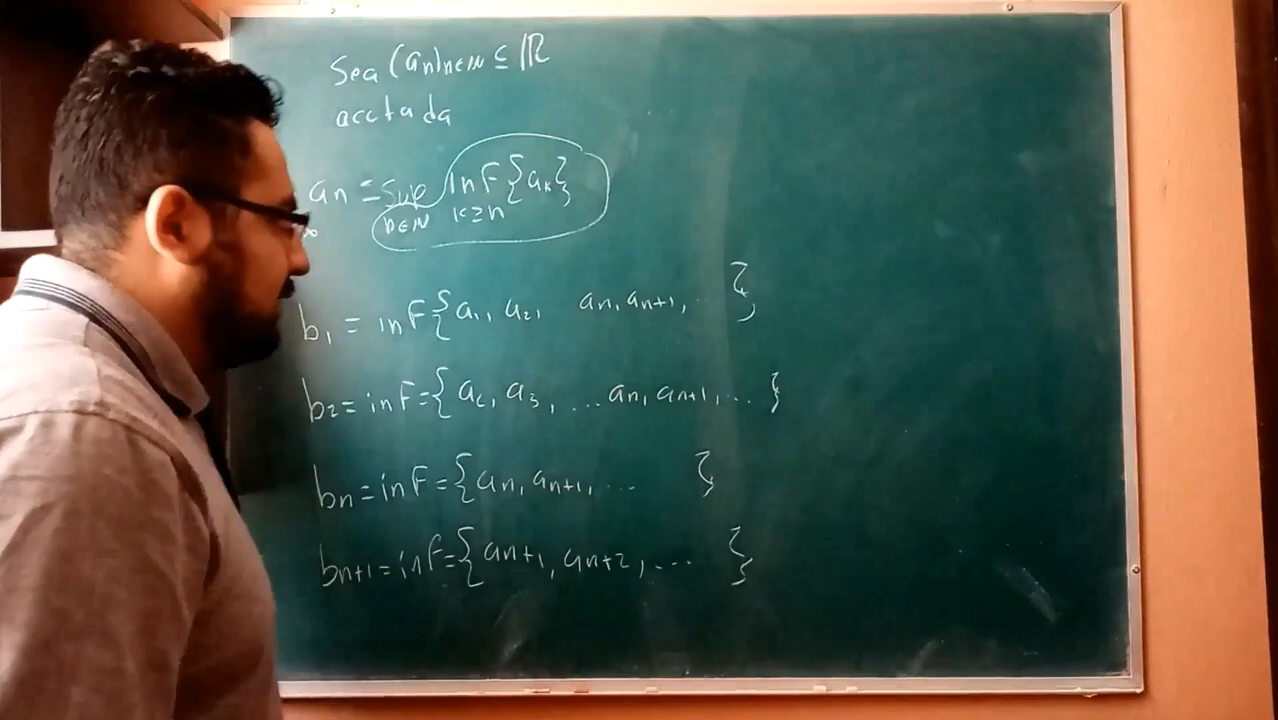 Sea (an)n∈ℕ ⊆ ℝ
acotada
an = Sup inF {ak}
∞ n∈ℕ k≥n
b1 = inF{a1, a2, an, an+1, ... }
b2 = inF={a2, a3, ... an, an+1, ... }
bn = inF={an, an+1, ... }
bn+1 = inF={an+1, an+2, ... }